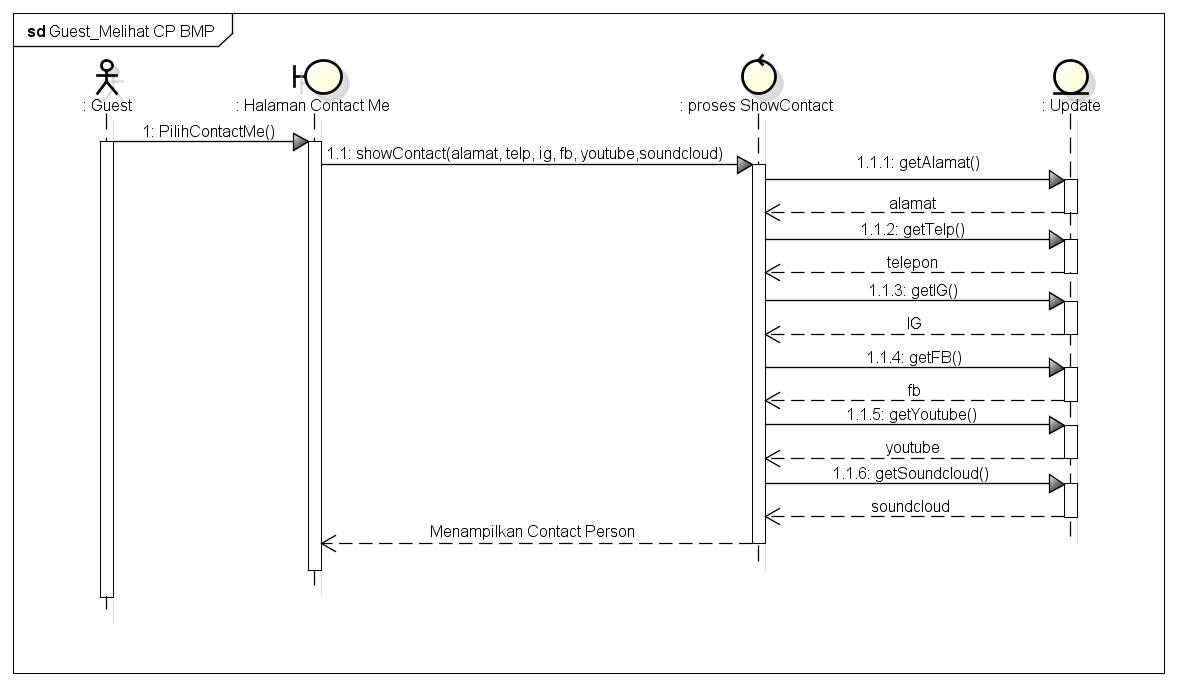 sd Guest_Melihat CP BMP
: Guest
: Halaman Contact Me
: proses ShowContact
: Update
1: PilihContactMe()
1.1: showContact(alamat, telp, ig, fb, youtube,soundcloud)
1.1.1: getAlamat()
alamat
1.1.2: getTelp()
telepon
1.1.3: getIG()
IG
1.1.4: getFB()
fb
1.1.5: getYoutube()
youtube
1.1.6: getSoundcloud()
soundcloud
Menampilkan Contact Person